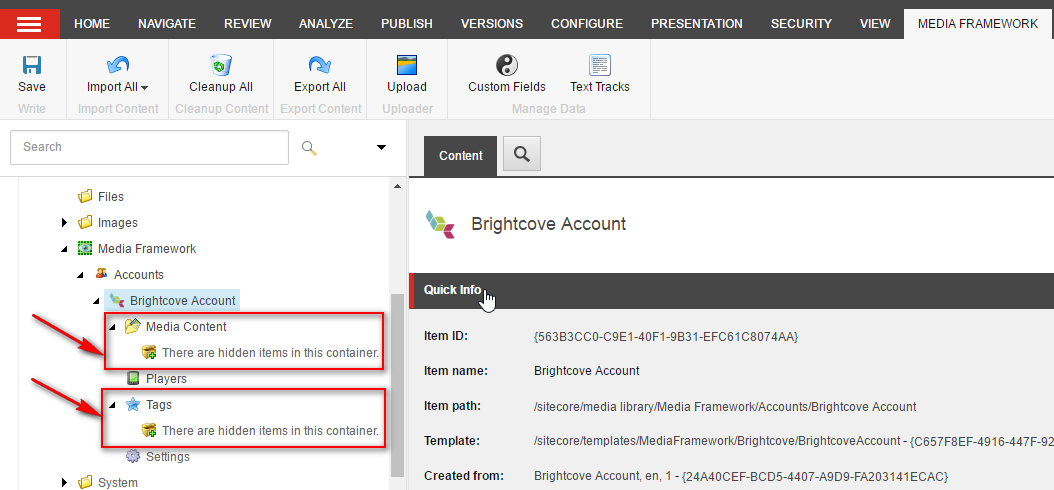 HOME NAVIGATE REVIEW ANALYZE PUBLISH VERSIONS CONFIGURE PRESENTATION SECURITY VIEW MEDIA FRAMEWORK
Save Import All Cleanup All Export All Upload Custom Fields Text Tracks
Write Import Content Cleanup Content Export Content Uploader Manage Data
Search
Content
Files
Images
Media Framework
Accounts
Brightcove Account
Media Content
There are hidden items in this container.
Players
Tags
There are hidden items in this container.
Settings
System
Brightcove Account
Quick Info
Item ID: {563B3CC0-C9E1-40F1-9B31-EFC61C8074AA}
Item name: Brightcove Account
Item path: /sitecore/media library/Media Framework/Accounts/Brightcove Account
Template: /sitecore/templates/MediaFramework/Brightcove/BrightcoveAccount - {C657F8EF-4916-447F-92
Created from: Brightcove Account, en, 1 - {24A40CEF-BCD5-4407-A9D9-FA203141ECAC}